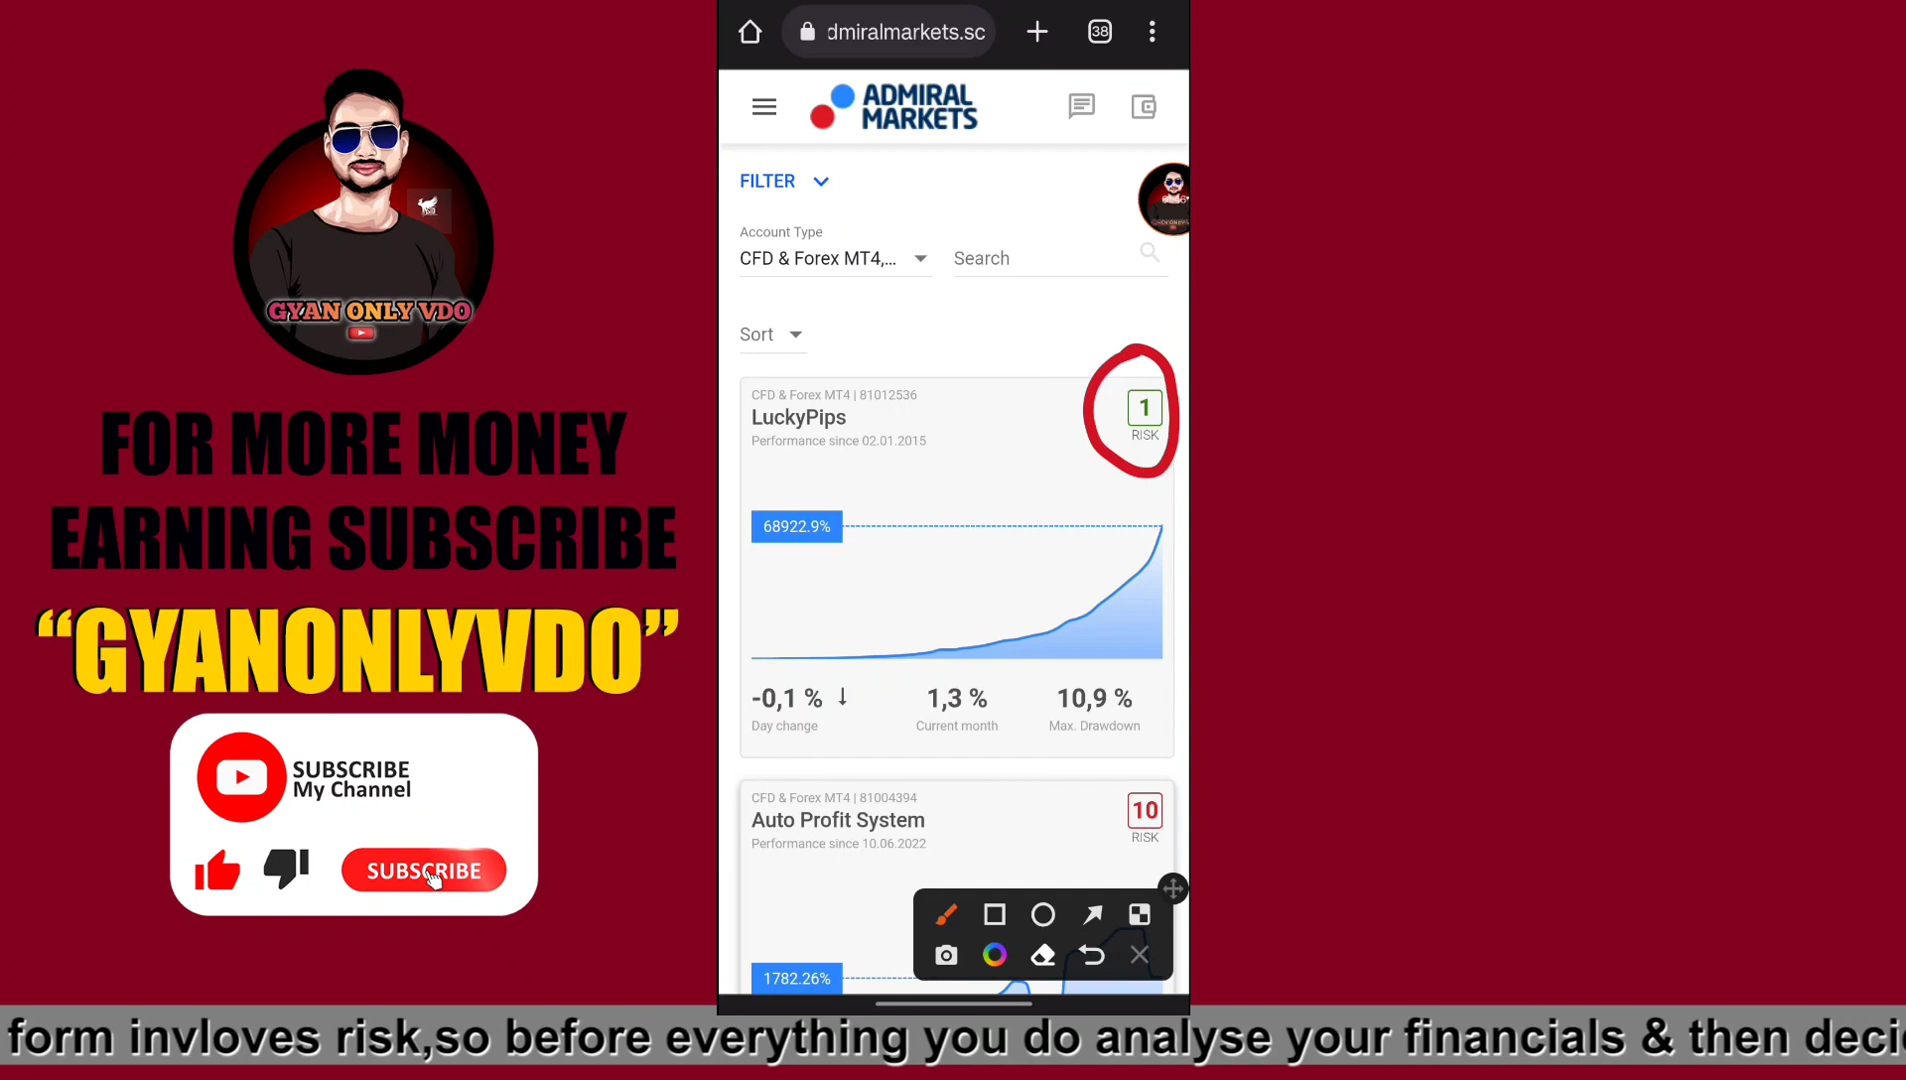 GYAN ONLY VDO
FOR MORE MONEY
EARNING SUBSCRIBE
“GYANONLYVDO”
SUBSCRIBE
My Channel
SUBSCRIBE
dmiralmarkets.sc
38
ADMIRAL
MARKETS
FILTER
Account Type
CFD & Forex MT4,...
Search
Sort
CFD & Forex MT4 | 81012536
LuckyPips
Performance since 02.01.2015
1
RISK
68922.9%
-0,1 % ↓
Day change
1,3 %
Current month
10,9 %
Max. Drawdown
CFD & Forex MT4 | 81004394
Auto Profit System
Performance since 10.06.2022
10
RISK
1782.26%
form invloves risk,so before everything you do analyse your financials & then deci